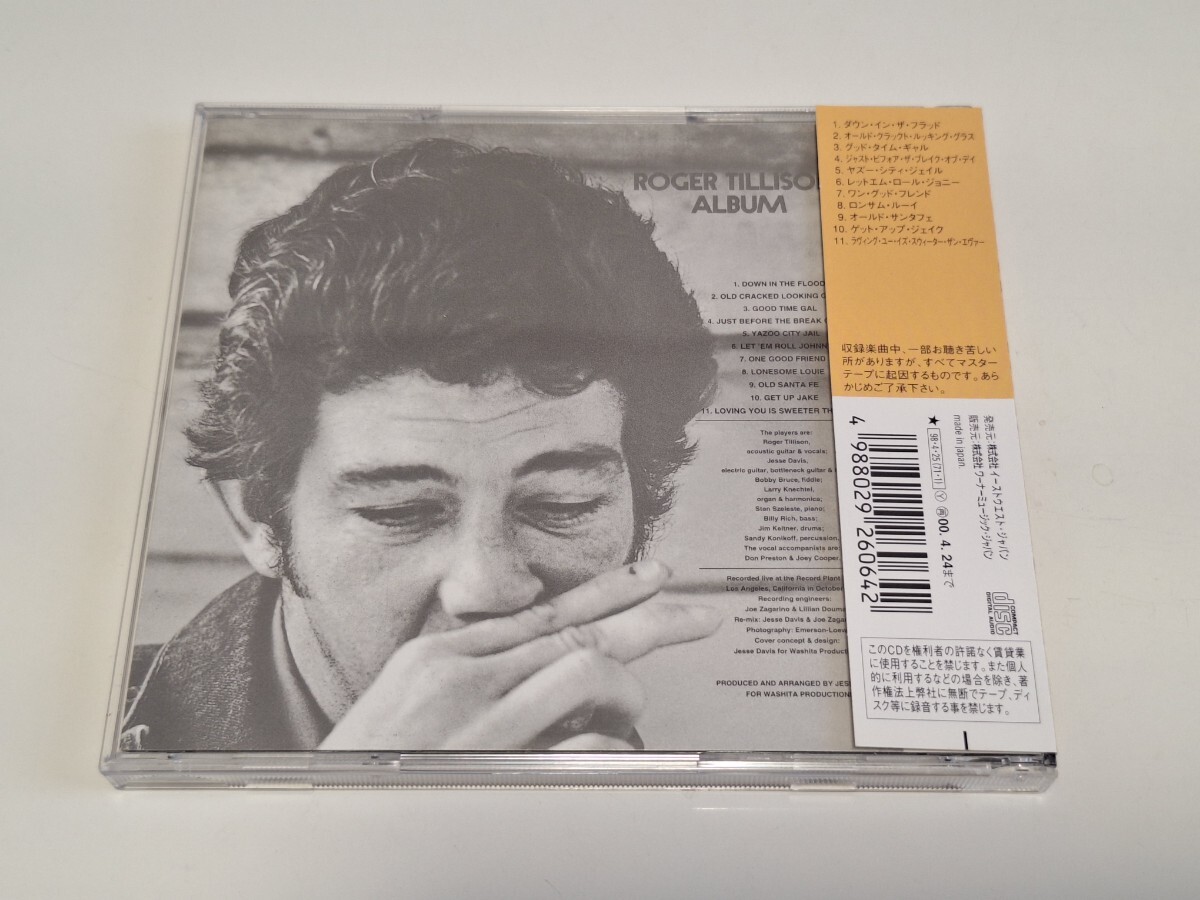 ROGER TILLISO
ALBUM
1. DOWN IN THE FLOOD
2. OLD CRACKED LOOKING
3. GOOD TIME GAL
4. JUST BEFORE THE BREAK
5. YAZOO CITY JAIL
6. LET 'EM ROLL JOHNN
7. ONE GOOD FRIEND
8. LONESOME LOUIE
9. OLD SANTA FE
10. GET UP JAKE
11. LOVING YOU IS SWEETER TH
The players are:
Roger Tillison,
acoustic guitar & vocals;
Jesse Davis,
electric guitar, bottleneck guitar &
Bobby Bruce, fiddle;
Larry Knechtel,
organ & harmonica;
Stan Szeleste, piano;
Billy Rich, bass;
Jim Keltner, drums;
Sandy Konikoff, percussion,
The vocal accompanists are:
Don Preston & Joey Cooper,
Recorded live at the Record Plant
Los Angeles, California in October
Recording engineers:
Joe Zagarino & Lillian Douma
Re-mix: Jesse Davis & Joe Zaga
Photography: Emerson-Loew
Cover concept & design:
Jesse Davis for Washita Product
PRODUCED AND ARRANGED BY JES
FOR WASHITA PRODUCTION
1. ダウン・イン・ザ・フラッド
2. オールド・クラックト・ルッキング・グラス
3. グッド・タイム・ギャル
4. ジャスト・ビフォア・ザ・ブレイク・オブ・デイ
5. ヤズー・シティ・ジェイル
6. レットエム・ロール・ジョニー
7. ワン・グッド・フレンド
8. ロンサム・ルーイ
9. オールド・サンタフェ
10. ゲット・アップ・ジェイク
11. ラヴィング・ユー・イズ・スウィーター・ザン・エヴァー
収録楽曲中、一部お聴き苦しい
所がありますが、すべてマスター
テープに起因するものです。あら
かじめご了承下さい。
発売元:株式会社 イーストウエスト・ジャパン
販売元:株式会社 ワーナーミュージック・ジャパン
made in japan.
★ 98・4・25(71・1) Y 再 00. 4. 24まで
4 988029 260642
COMPACT
disc
DIGITAL AUDIO
このCDを権利者の許諾なく賃貸業
に使用することを禁じます。また個人
的に利用するなどの場合を除き、著
作権法上弊社に無断でテープ、ディ
スク等に録音する事を禁じます。